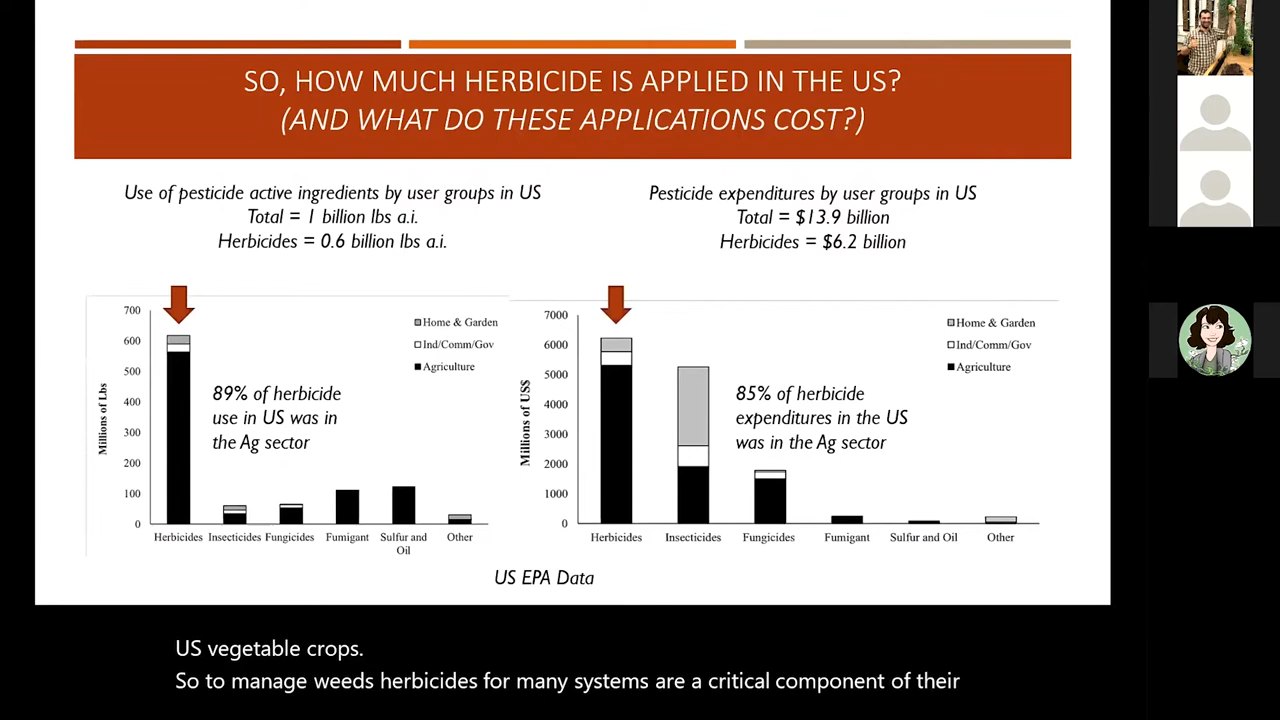 SO, HOW MUCH HERBICIDE IS APPLIED IN THE US?
(AND WHAT DO THESE APPLICATIONS COST?)
Use of pesticide active ingredients by user groups in US
Total = 1 billion lbs a.i.
Herbicides = 0.6 billion lbs a.i.
Pesticide expenditures by user groups in US
Total = $13.9 billion
Herbicides = $6.2 billion
700
600
500
400
300
200
100
0
Millions of Lbs
Home & Garden
Ind/Comm/Gov
Agriculture
89% of herbicide
use in US was in
the Ag sector
Herbicides Insecticides Fungicides Fumigant Sulfur and Other
Oil
7000
6000
5000
4000
3000
2000
1000
0
Millions of US$
Home & Garden
Ind/Comm/Gov
Agriculture
85% of herbicide
expenditures in the US
was in the Ag sector
Herbicides Insecticides Fungicides Fumigant Sulfur and Oil Other
US EPA Data
US vegetable crops.
So to manage weeds herbicides for many systems are a critical component of their